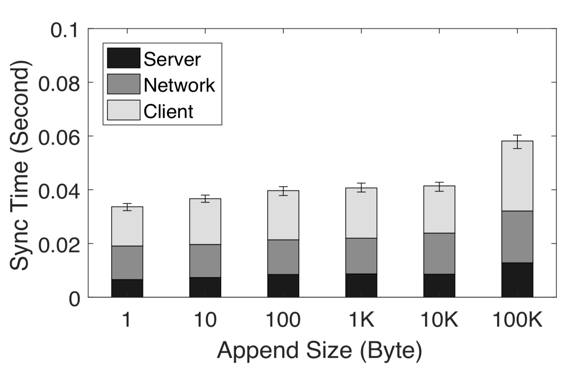 0.1
0.08
0.06
0.04
0.02
0
Sync Time (Second)
Server
Network
Client
1 10 100 1K 10K 100K
Append Size (Byte)